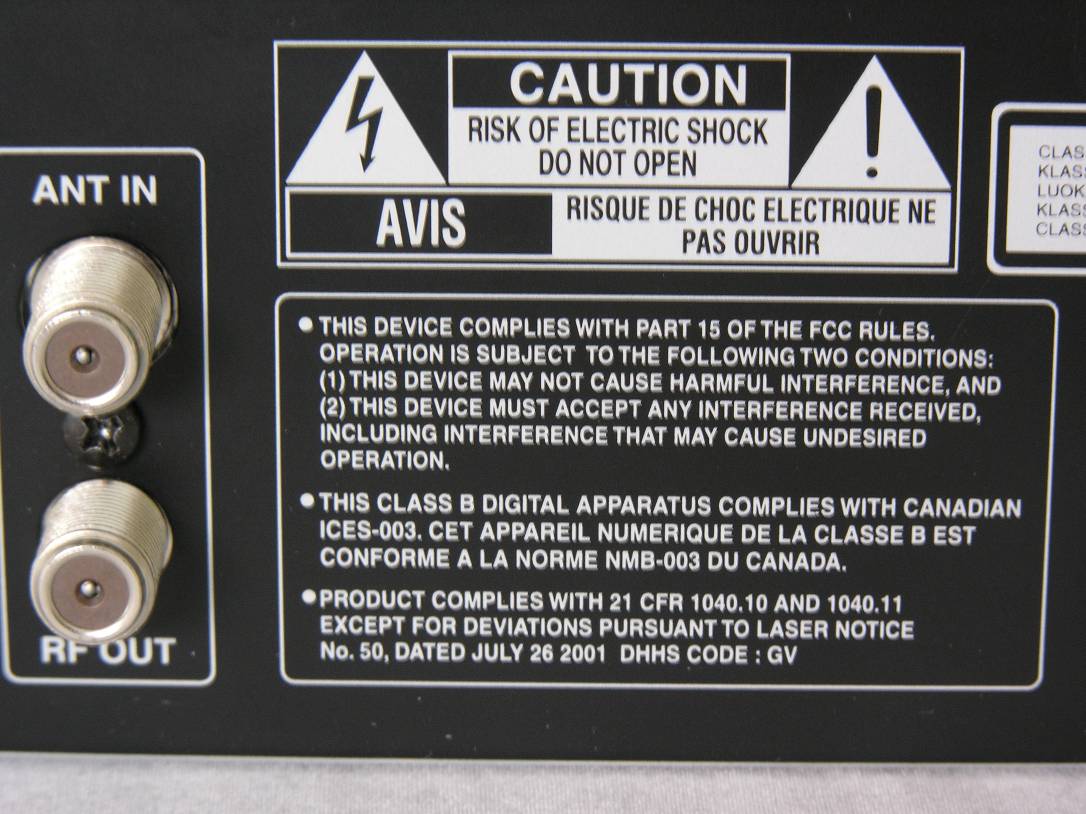 CAUTION
RISK OF ELECTRIC SHOCK
DO NOT OPEN
AVIS
RISQUE DE CHOC ELECTRIQUE NE
PAS OUVRIR
ANT IN
RF OUT
CLAS
KLAS
LUOK
KLAS
CLAS
THIS DEVICE COMPLIES WITH PART 15 OF THE FCC RULES.
OPERATION IS SUBJECT TO THE FOLLOWING TWO CONDITIONS:
(1) THIS DEVICE MAY NOT CAUSE HARMFUL INTERFERENCE, AND
(2) THIS DEVICE MUST ACCEPT ANY INTERFERENCE RECEIVED,
INCLUDING INTERFERENCE THAT MAY CAUSE UNDESIRED
OPERATION.
THIS CLASS B DIGITAL APPARATUS COMPLIES WITH CANADIAN
ICES-003. CET APPAREIL NUMERIQUE DE LA CLASSE B EST
CONFORME A LA NORME NMB-003 DU CANADA.
PRODUCT COMPLIES WITH 21 CFR 1040.10 AND 1040.11
EXCEPT FOR DEVIATIONS PURSUANT TO LASER NOTICE
No. 50, DATED JULY 26 2001 DHHS CODE : GV